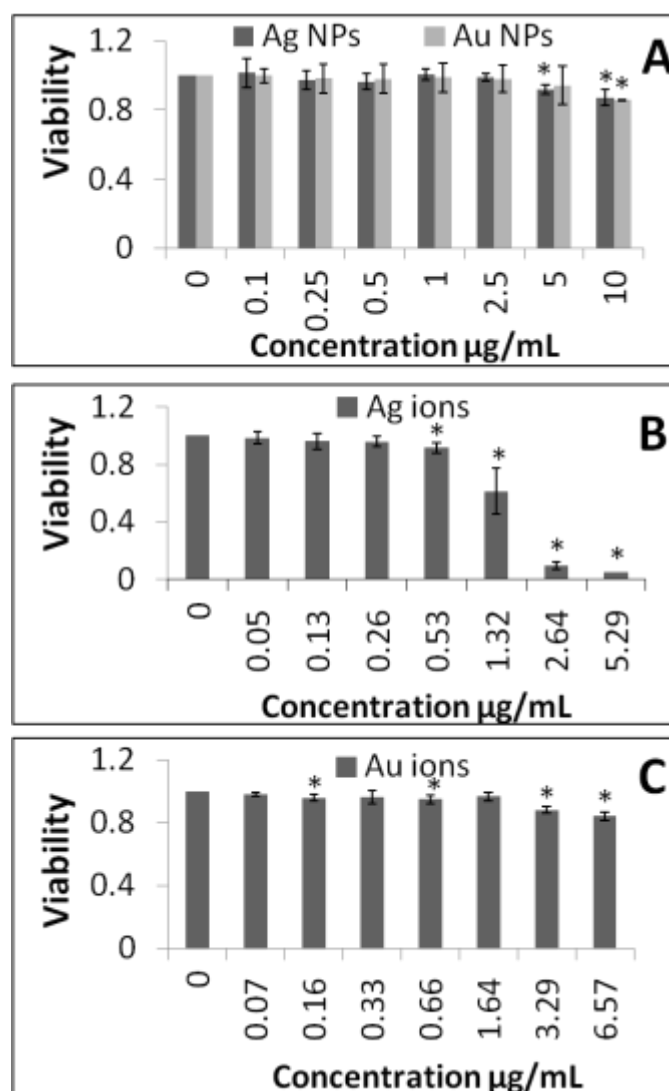 Ag NPs Au NPs
A
1.2
0.8
0.4
0
Viability
* * *
0 0.1 0.25 0.5 1 2.5 5 10
Concentration µg/mL
Ag ions
B
1.2
0.8
0.4
0
Viability
* * * *
0 0.05 0.13 0.26 0.53 1.32 2.64 5.29
Concentration µg/mL
Au ions
C
1.2
0.8
0.4
0
Viability
* * * *
0 0.07 0.16 0.33 0.66 1.64 3.29 6.57
Concentration µg/mL